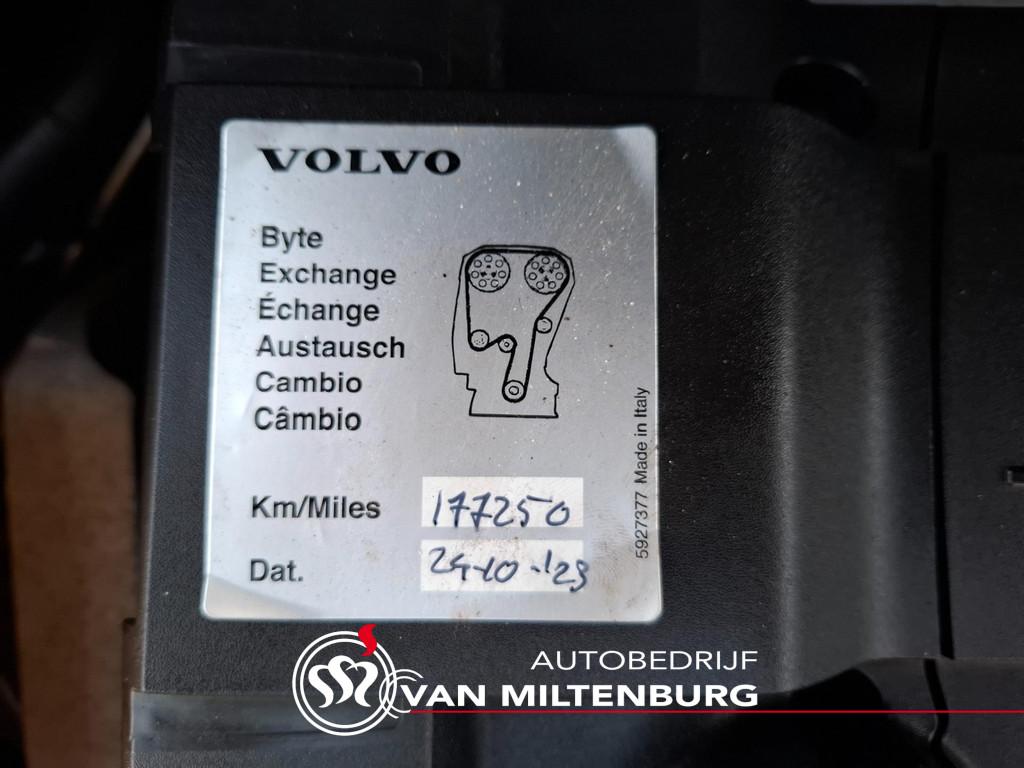 VOLVO
Byte
Exchange
Échange
Austausch
Cambio
Câmbio
Km/Miles 177250
Dat. 24-10-'23
5927377 Made in Italy
AUTOBEDRIJF
VAN MILTENBURG